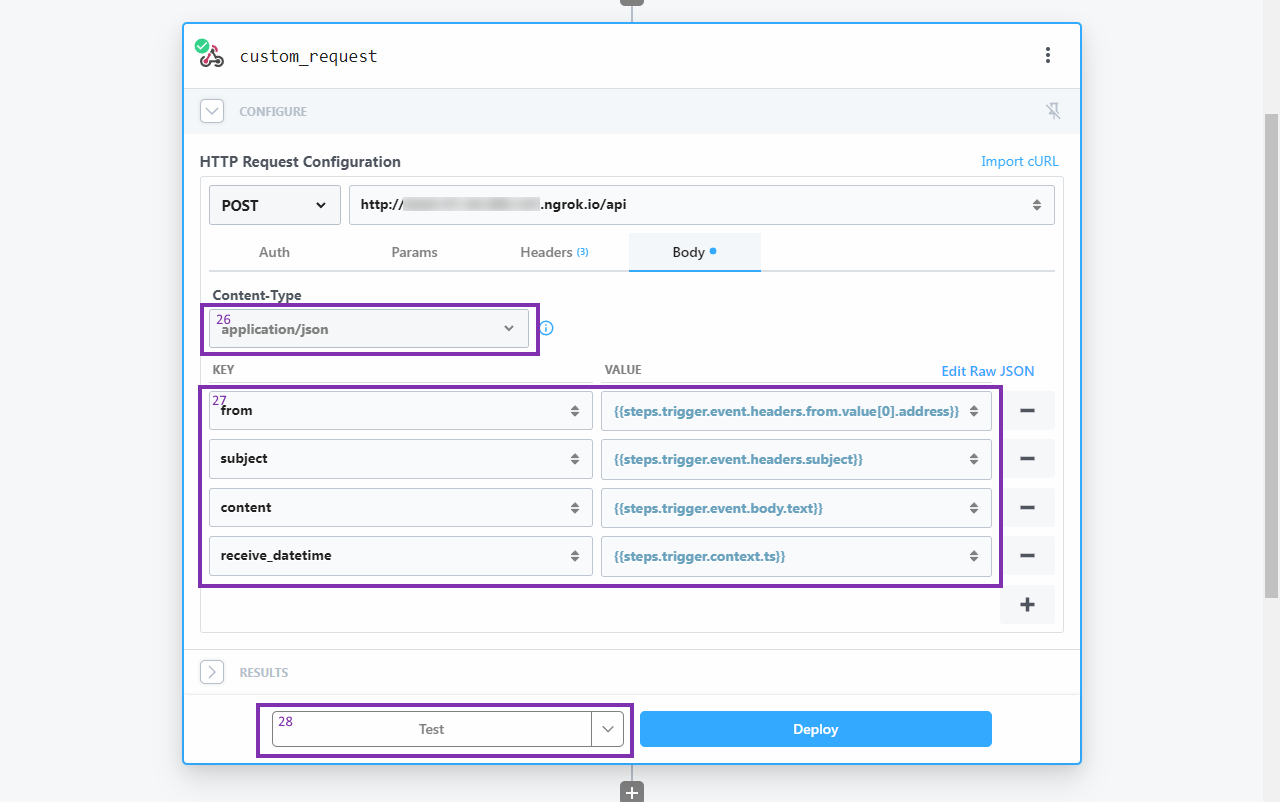 custom_request
CONFIGURE
HTTP Request Configuration Import cURL
POST http:// .ngrok.io/api
Auth Params Headers (3) Body
Content-Type
26
application/json
KEY VALUE Edit Raw JSON
27
from {{steps.trigger.event.headers.from.value[0].address}}
subject {{steps.trigger.event.headers.subject}}
content {{steps.trigger.event.body.text}}
receive_datetime {{steps.trigger.context.ts}}
RESULTS
28
Test Deploy